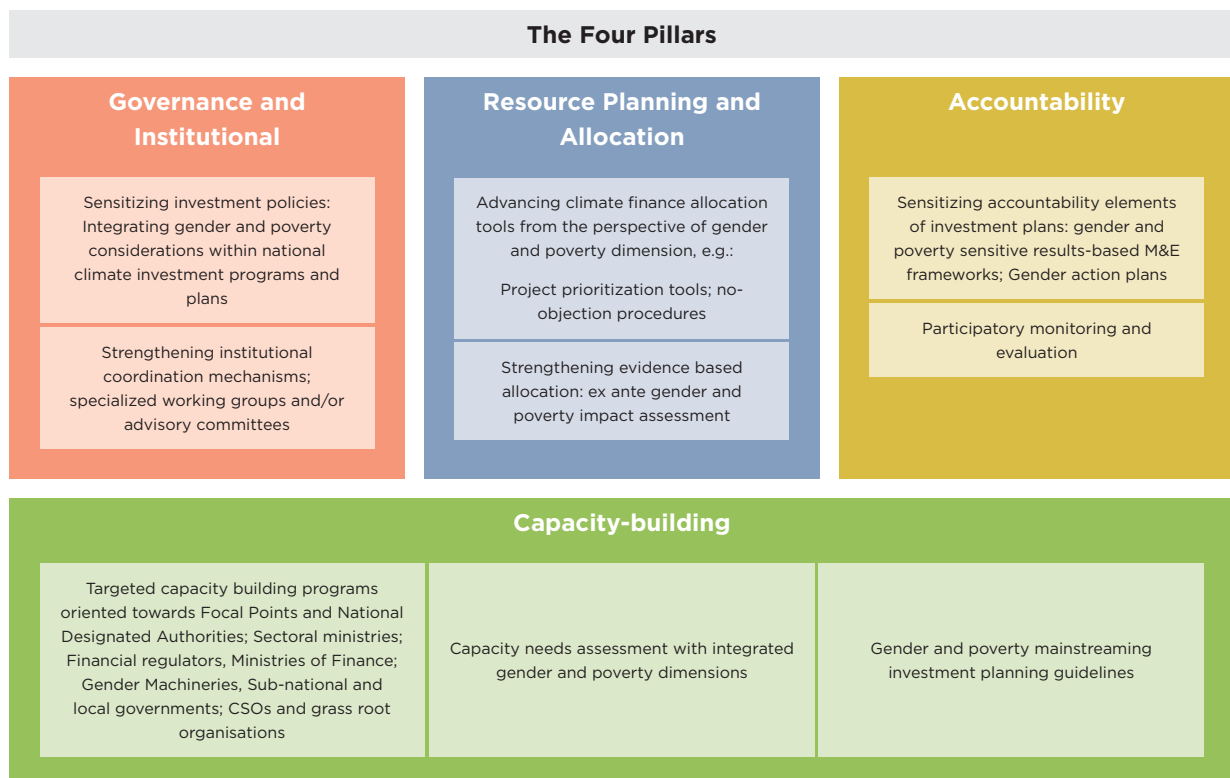 The Four Pillars
Governance and
Institutional
Sensitizing investment policies:
Integrating gender and poverty
considerations within national
climate investment programs and
plans
Strengthening institutional
coordination mechanisms;
specialized working groups and/or
advisory committees
Resource Planning and
Allocation
Advancing climate finance allocation
tools from the perspective of gender
and poverty dimension, e.g.:
Project prioritization tools; no-
objection procedures
Strengthening evidence based
allocation: ex ante gender and
poverty impact assessment
Accountability
Sensitizing accountability elements
of investment plans: gender and
poverty sensitive results-based M&E
frameworks; Gender action plans
Participatory monitoring and
evaluation
Capacity-building
Targeted capacity building programs
oriented towards Focal Points and National
Designated Authorities; Sectoral ministries;
Financial regulators, Ministries of Finance;
Gender Machineries, Sub-national and
local governments; CSOs and grass root
organisations
Capacity needs assessment with integrated
gender and poverty dimensions
Gender and poverty mainstreaming
investment planning guidelines